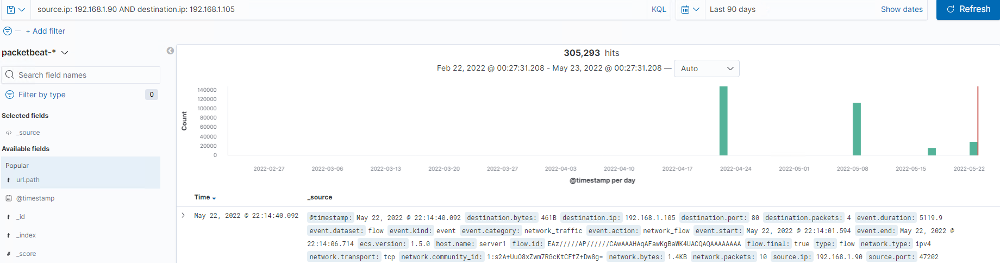 source.ip: 192.168.1.90 AND destination.ip: 192.168.1.105 KQL Last 90 days Show dates Refresh
+ Add filter
packetbeat-*
Search field names
Filter by type 0
Selected fields
</> _source
Available fields
Popular
t url.path
@timestamp
t _id
t _index
# _score
305,293 hits
Feb 22, 2022 @ 00:27:31.208 - May 23, 2022 @ 00:27:31.208 — Auto
140000
120000
100000
80000
60000
40000
20000
0
Count
2022-02-27 2022-03-06 2022-03-13 2022-03-20 2022-03-27 2022-04-03 2022-04-10 2022-04-17 2022-04-24 2022-05-01 2022-05-08 2022-05-15 2022-05-22
@timestamp per day
Time _source
May 22, 2022 @ 22:14:40.092 @timestamp: May 22, 2022 @ 22:14:40.092 destination.bytes: 461B destination.ip: 192.168.1.105 destination.port: 80 destination.packets: 4 event.duration: 5119.9
event.dataset: flow event.kind: event event.category: network_traffic event.action: network_flow event.start: May 22, 2022 @ 22:14:01.594 event.end: May 22, 2022 @
22:14:06.714 ecs.version: 1.5.0 host.name: server1 flow.id: EAz/////AP//////CAwAAAHAqAFawKgBaWK4UACQAQAAAAAAAA flow.final: true type: flow network.type: ipv4
network.transport: tcp network.community_id: 1:s2A+UuO8xZwm7RGcKtCFfZ+Dw8g= network.bytes: 1.4KB network.packets: 10 source.ip: 192.168.1.90 source.port: 47202